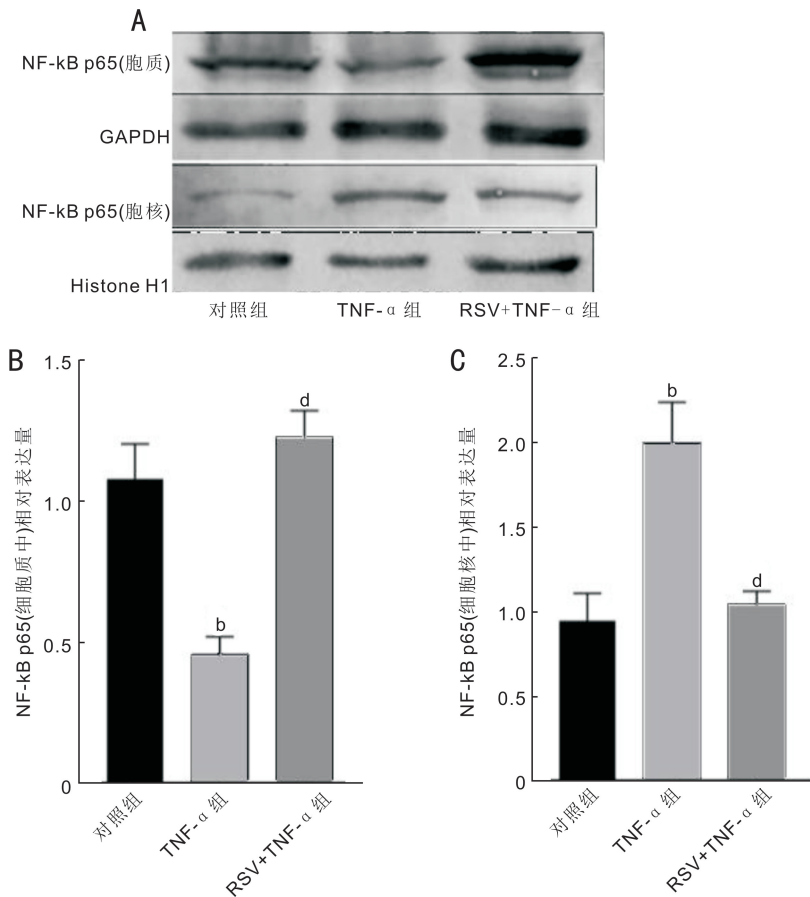 A
NF-kB p65(胞质)
GAPDH
NF-kB p65(胞核)
Histone H1
对照组 TNF-α 组 RSV+TNF-α 组
B
NF-kB p65(细胞质中)相对表达量
1.5
1.0
0.5
0
b
d
对照组
TNF-α 组
RSV+TNF-α 组
C
NF-kB p65(细胞核中)相对表达量
2.5
2.0
1.5
1.0
0.5
0
b
d
对照组
TNF-α 组
RSV+TNF-α 组